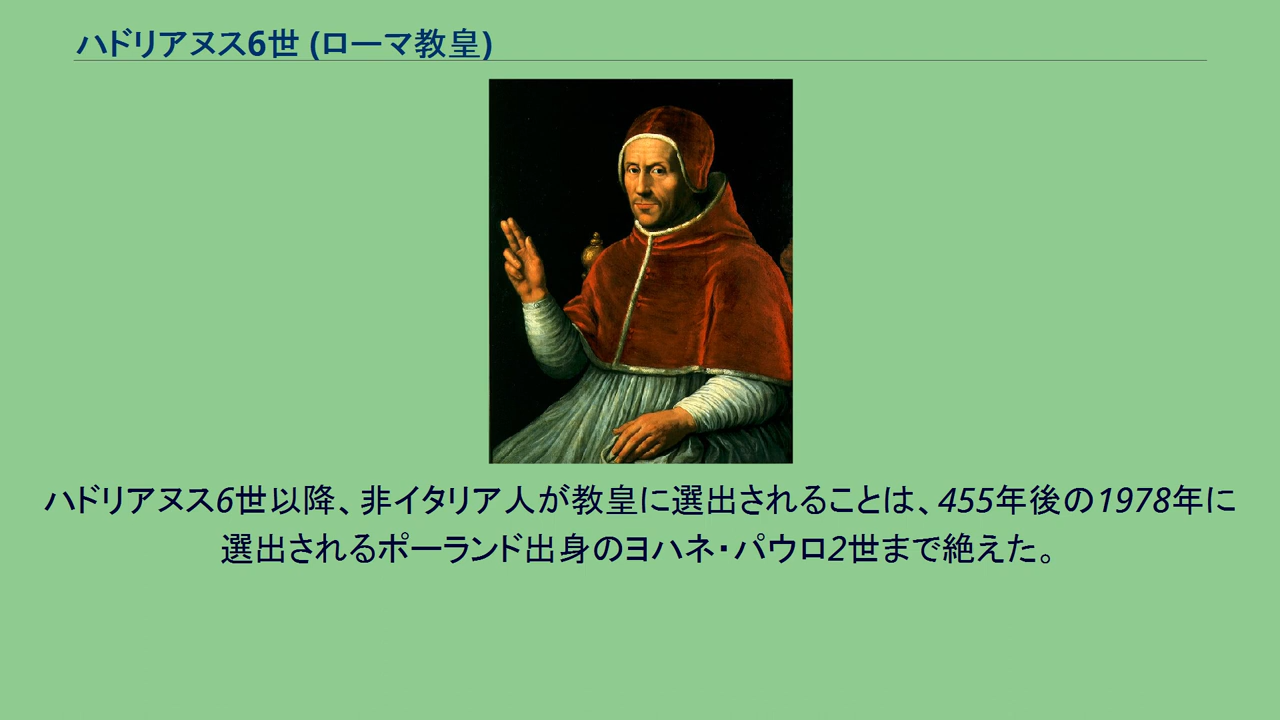 ハドリアヌス6世 (ローマ教皇)
ハドリアヌス6世以降、非イタリア人が教皇に選出されることは、455年後の1978年に
選出されるポーランド出身のヨハネ・パウロ2世まで絶えた。